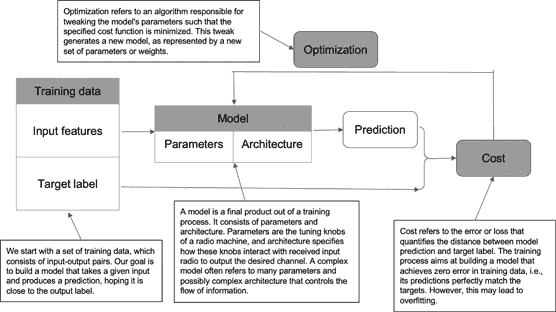 Optimization refers to an algorithm responsible for
tweaking the model's parameters such that the
specified cost function is minimized. This tweak
generates a new model, as represented by a new
set of parameters or weights.
Optimization
Training data
Input features
Target label
Model
Parameters
Architecture
Prediction
Cost
We start with a set of training data, which
consists of input-output pairs. Our goal is
to build a model that takes a given input
and produces a prediction, hoping it is
close to the output label.
A model is a final product out of a training
process. It consists of parameters and
architecture. Parameters are the tuning knobs
of a radio machine, and architecture specifies
how these knobs interact with received input
radio to output the desired channel. A complex
model often refers to many parameters and
possibly complex architecture that controls the
flow of information.
Cost refers to the error or loss that
quantifies the distance between model
prediction and target label. The training
process aims at building a model that
achieves zero error in training data, i.e.,
its predictions perfectly match the
targets. However, this may lead to
overfitting.